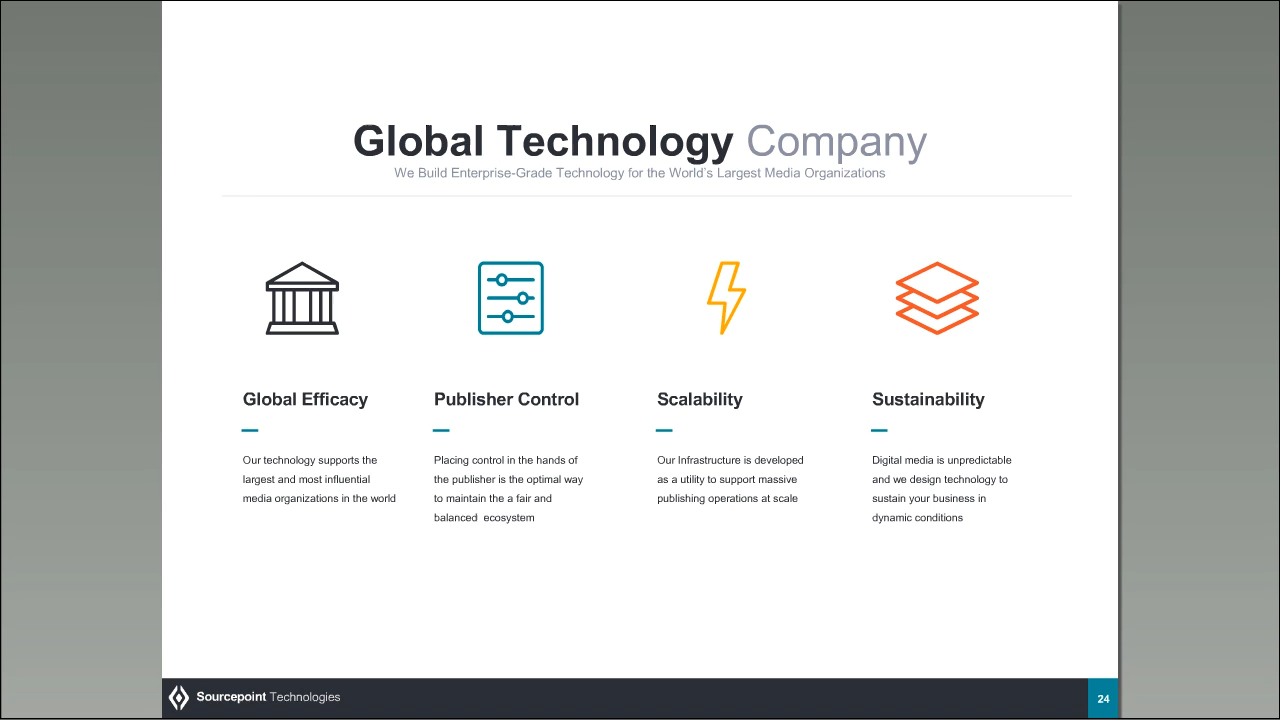 Global Technology Company
We Build Enterprise-Grade Technology for the World`s Largest Media Organizations
Global Efficacy
Our technology supports the
largest and most influential
media organizations in the world
Publisher Control
Placing control in the hands of
the publisher is the optimal way
to maintain the a fair and
balanced  ecosystem
Scalability
Our Infrastructure is developed
as a utility to support massive
publishing operations at scale
Sustainability
Digital media is unpredictable
and we design technology to
sustain your business in
dynamic conditions
Sourcepoint Technologies
24